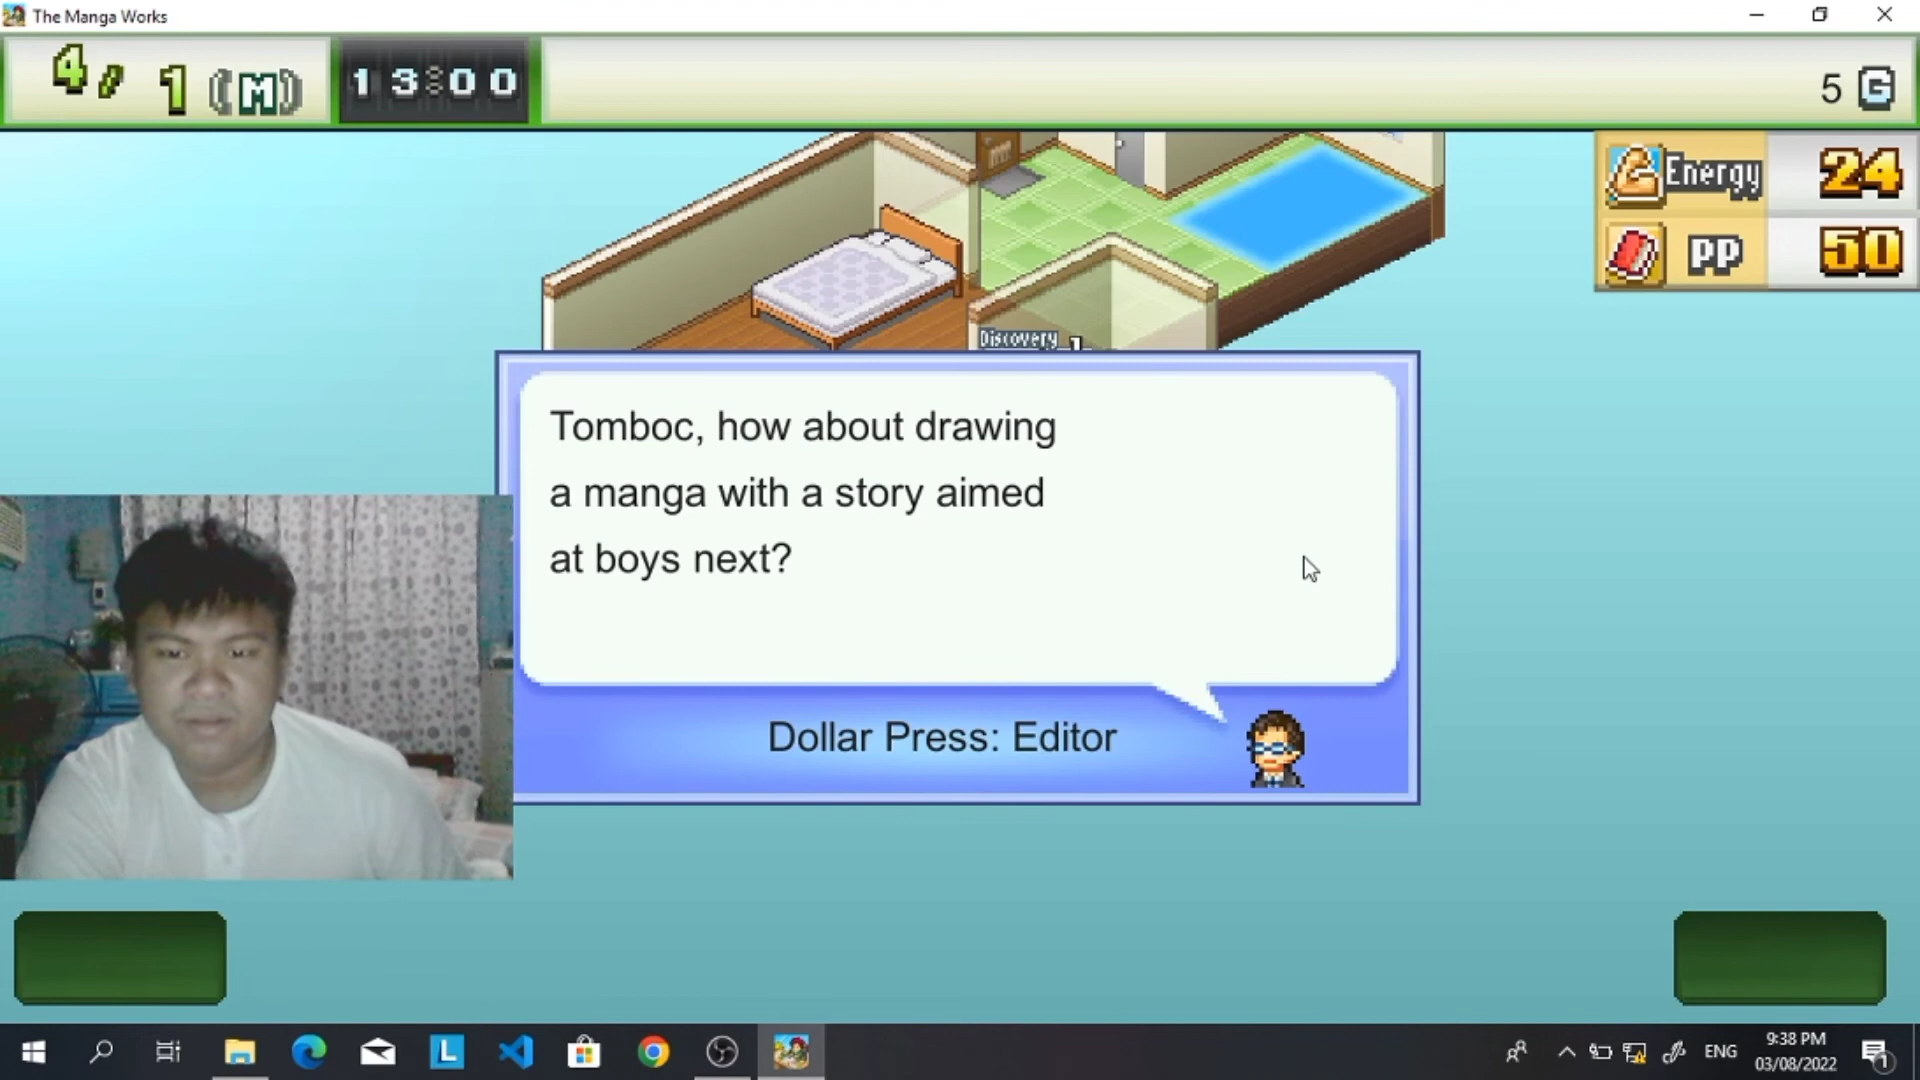 The Manga Works
4/ 1 (M)
13:00
5 G
Energy 24
PP 50
Discovery 1
Tomboc, how about drawing
a manga with a story aimed
at boys next?
Dollar Press: Editor
L
ENG
9:38 PM
03/08/2022
1